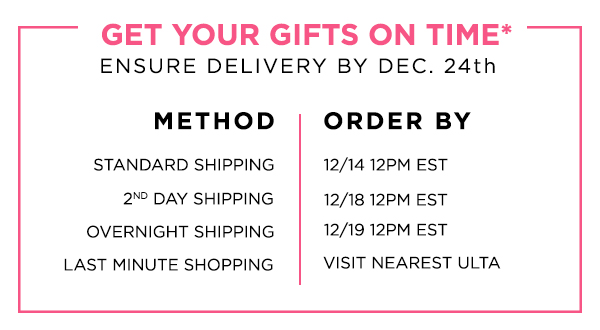 GET YOUR GIFTS ON TIME*
ENSURE DELIVERY BY DEC. 24th
METHOD ORDER BY
STANDARD SHIPPING 12/14 12PM EST
2ND DAY SHIPPING 12/18 12PM EST
OVERNIGHT SHIPPING 12/19 12PM EST
LAST MINUTE SHOPPING VISIT NEAREST ULTA